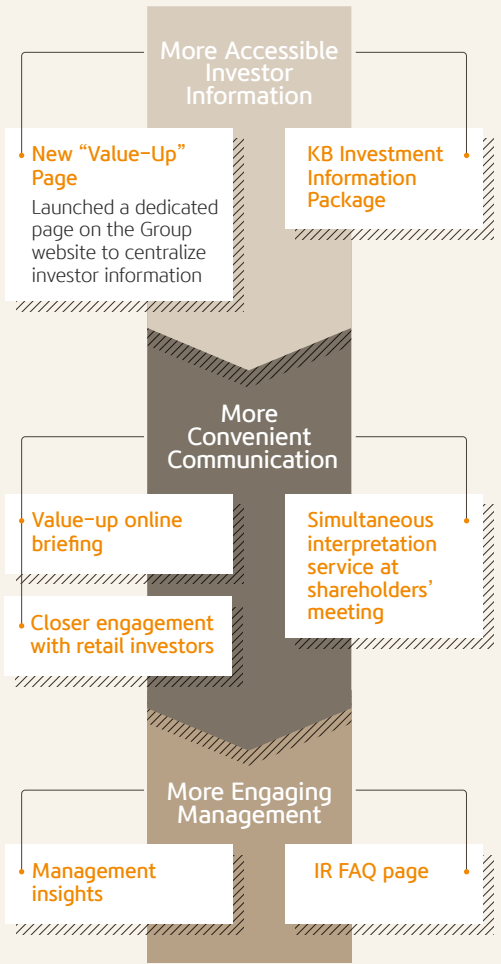 More Accessible
Investor
Information
New “Value-Up”
Page
Launched a dedicated
page on the Group
website to centralize
investor information
KB Investment
Information
Package
More
Convenient
Communication
Value-up online
briefing
Closer engagement
with retail investors
Simultaneous
interpretation
service at
shareholders’
meeting
More Engaging
Management
Management
insights
IR FAQ page